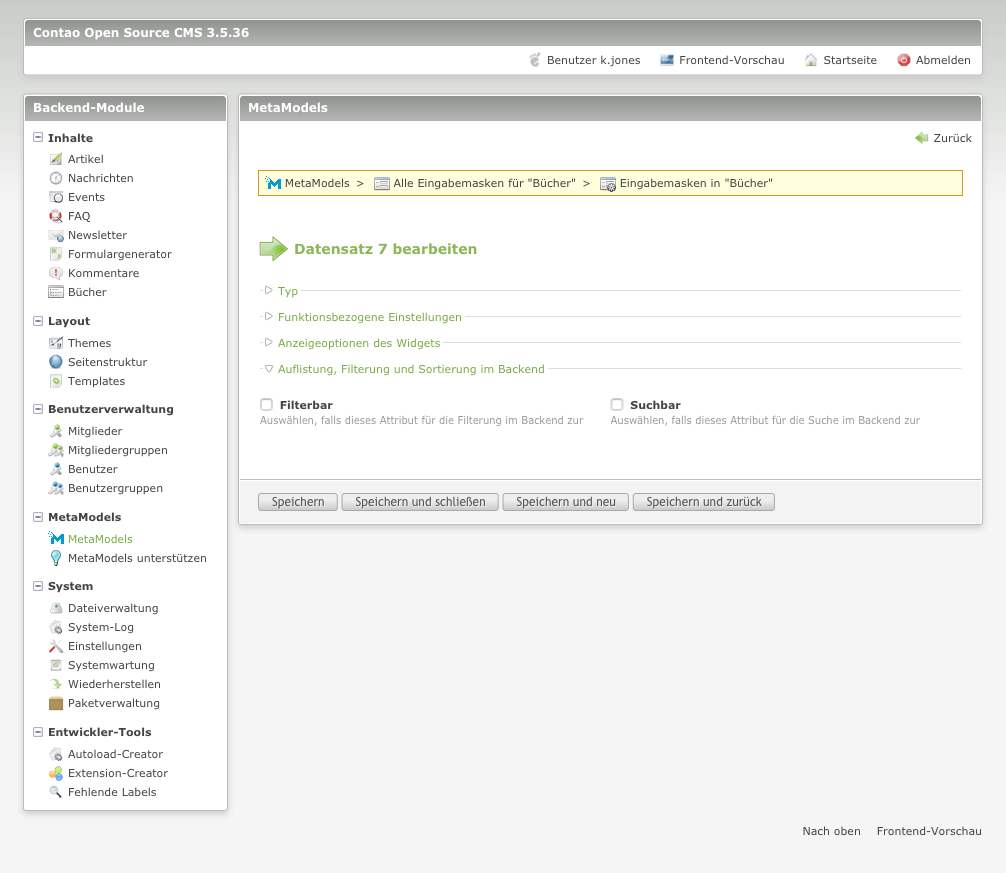 Contao Open Source CMS 3.5.36
Benutzer k.jones Frontend-Vorschau Startseite Abmelden
Backend-Module
Inhalte
Artikel
Nachrichten
Events
FAQ
Newsletter
Formulargenerator
Kommentare
Bücher
Layout
Themes
Seitenstruktur
Templates
Benutzerverwaltung
Mitglieder
Mitgliedergruppen
Benutzer
Benutzergruppen
MetaModels
MetaModels
MetaModels unterstützen
System
Dateiverwaltung
System-Log
Einstellungen
Systemwartung
Wiederherstellen
Paketverwaltung
Entwickler-Tools
Autoload-Creator
Extension-Creator
Fehlende Labels
MetaModels
Zurück
MetaModels > Alle Eingabemasken für "Bücher" > Eingabemasken in "Bücher"
Datensatz 7 bearbeiten
Typ
Funktionsbezogene Einstellungen
Anzeigeoptionen des Widgets
Auflistung, Filterung und Sortierung im Backend
Filterbar
Auswählen, falls dieses Attribut für die Filterung im Backend zur
Suchbar
Auswählen, falls dieses Attribut für die Suche im Backend zur
Speichern Speichern und schließen Speichern und neu Speichern und zurück
Nach oben Frontend-Vorschau